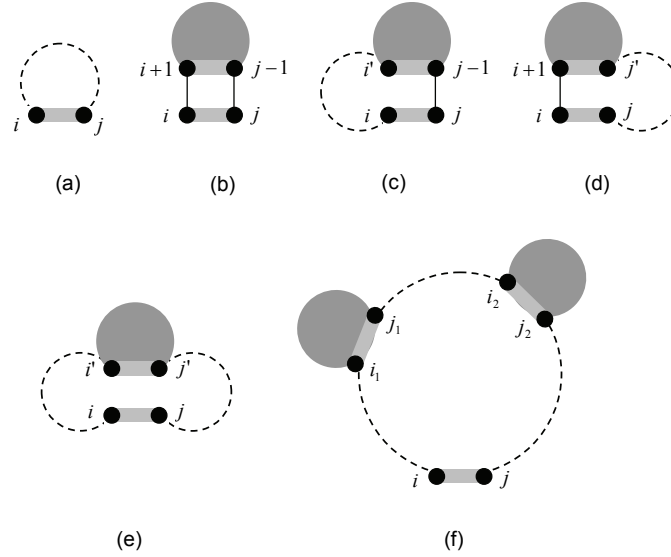 i+1 j−1 i' j−1 i+1 j'
i j i j i j i j
(a) (b) (c) (d)
i₂
j₁ j₂
i' j' i₁
i j
i j
(e) (f)